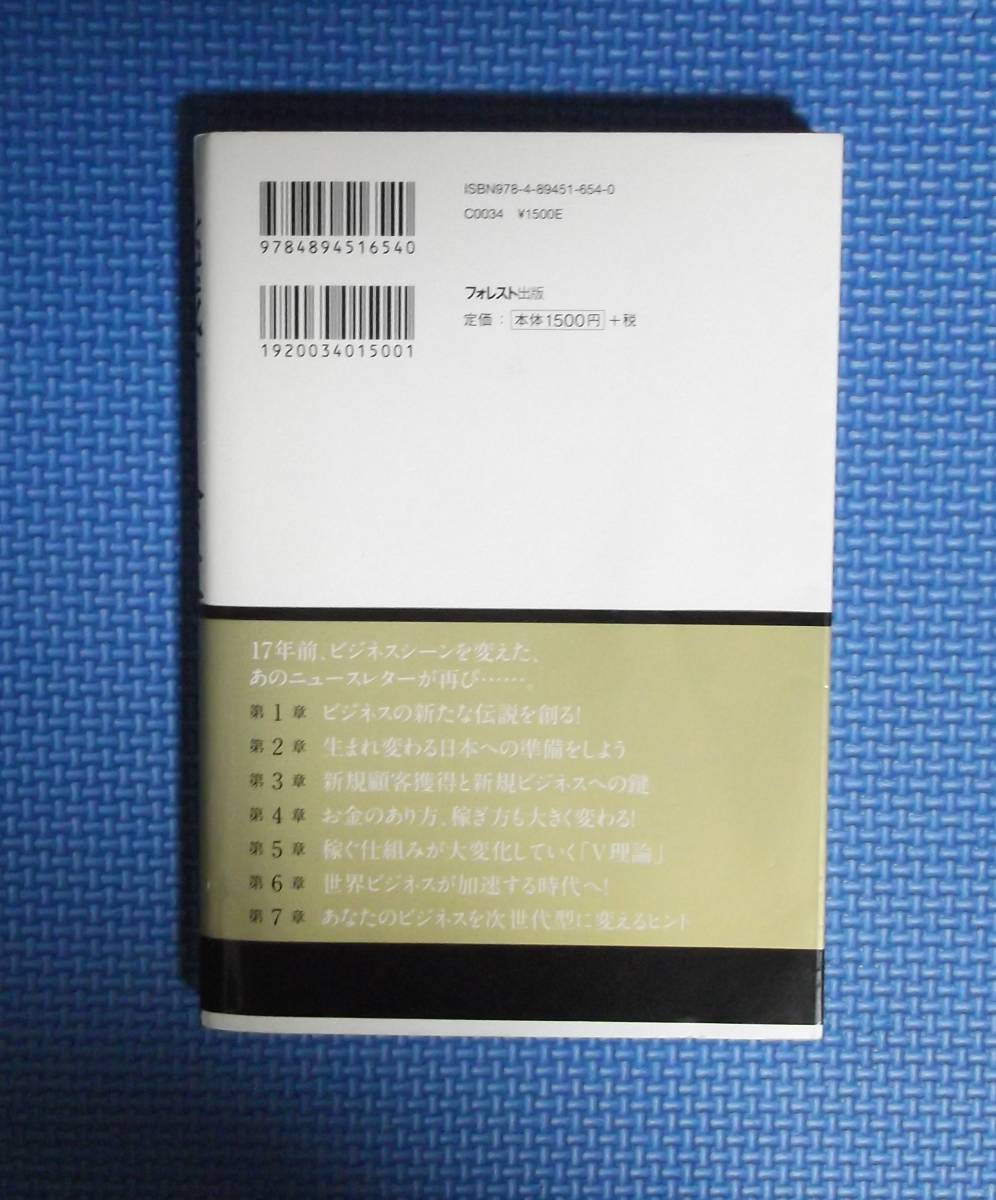 ISBN978-4-89451-654-0
C0034 ¥1500E
9784894516540
フォレスト出版
定価：本体1500円＋税
1920034015001
17年前、ビジネスシーンを変えた、
あのニュースレターが再び……。
第1章 ビジネスの新たな伝説を創る!
第2章 生まれ変わる日本への準備をしよう
第3章 新規顧客獲得と新規ビジネスへの鍵
第4章 お金のあり方、稼ぎ方も大きく変わる!
第5章 稼ぐ仕組みが大変化していく「V理論」
第6章 世界ビジネスが加速する時代へ!
第7章 あなたのビジネスを次世代型に変えるヒント